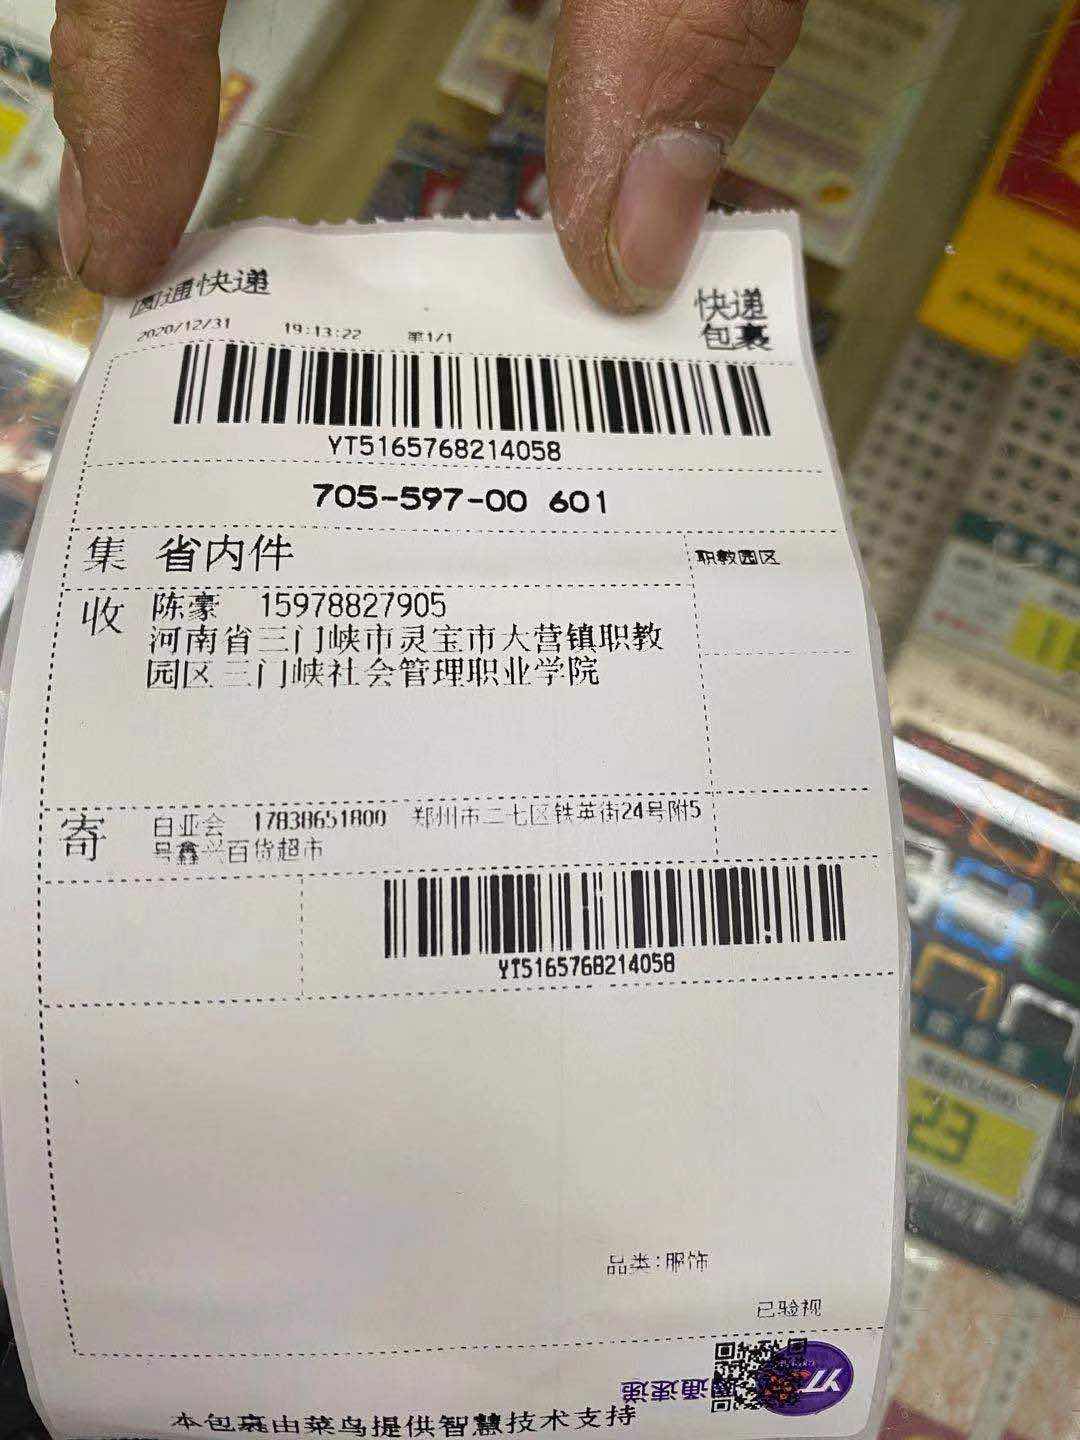 圆通快递
快递
包裹
2020/12/31 19:13:22 第1/1
YT5165768214058
705-597-00 601
集 省内件
职教园区
收 陈豪 15978827905
河南省三门峡市灵宝市大营镇职教
园区三门峡社会管理职业学院
寄 白亚会 17838651800 郑州市二七区铁英街24号附5
号鑫兴百货超市
YT5165768214058
品类:服饰
已验视
圆通速递
YTO
本包裹由菜鸟提供智慧技术支持
23